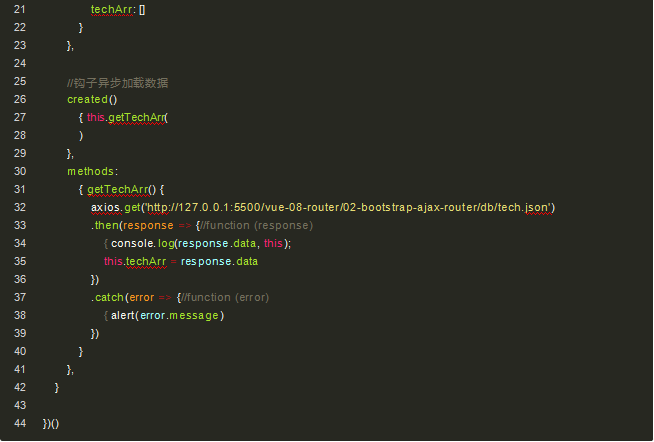 21 techArr: []
22 }
23 },
24
25 //钩子异步加载数据
26 created()
27 { this.getTechArr(
28 )
29 },
30 methods:
31 { getTechArr() {
32 axios.get('http://127.0.0.1:5500/vue-08-router/02-bootstrap-ajax-router/db/tech.json')
33 .then(response => {//function (response)
34 { console.log(response.data, this);
35 this.techArr = response.data
36 })
37 .catch(error => {//function (error)
38 { alert(error.message)
39 })
40 }
41 },
42 }
43
44 })()